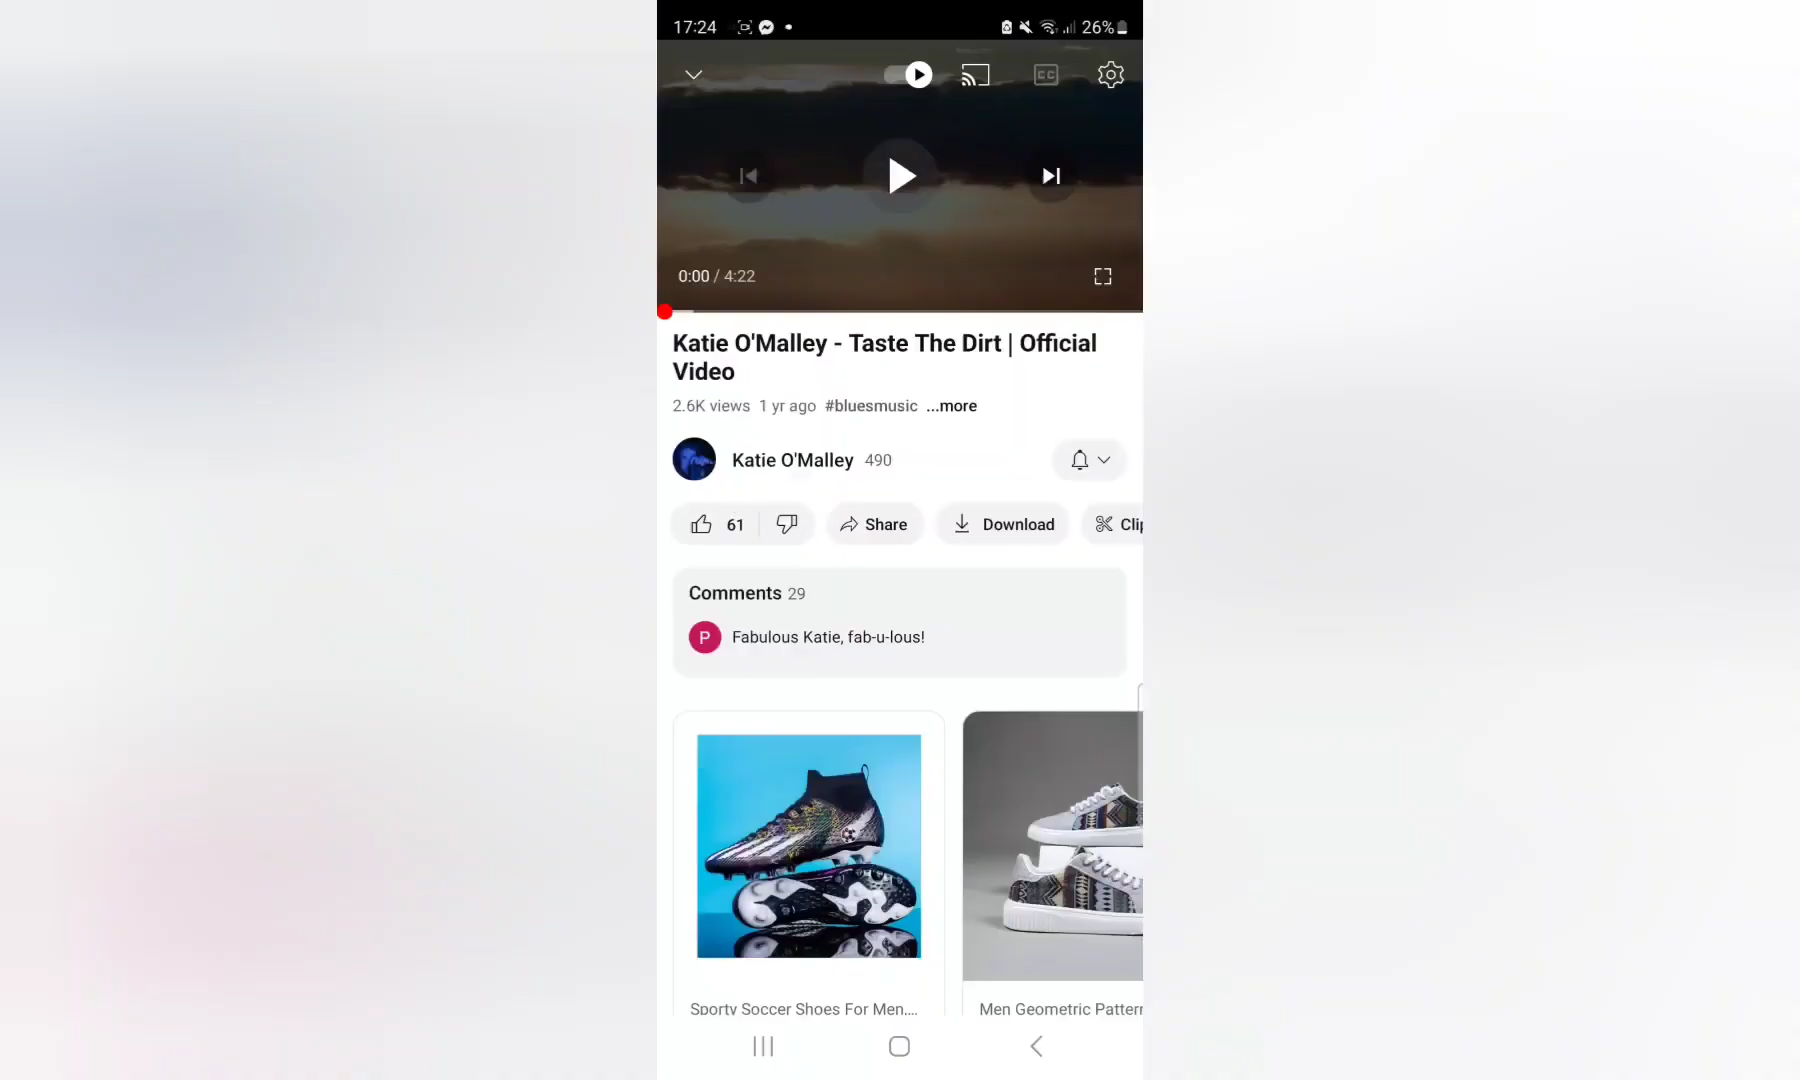 17:24
26%
CC
0:00 / 4:22
Katie O'Malley - Taste The Dirt | Official
Video
2.6K views 1 yr ago #bluesmusic ...more
Katie O'Malley 490
61 Share Download Clip
Comments 29
P Fabulous Katie, fab-u-lous!
Sporty Soccer Shoes For Men,... Men Geometric Pattern